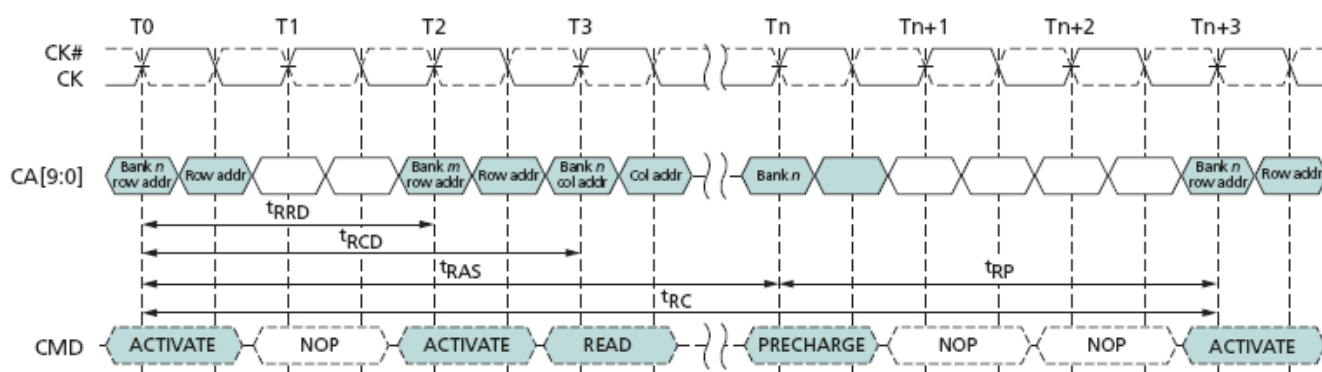 T0 T1 T2 T3 Tn Tn+1 Tn+2 Tn+3
CK#
CK
CA[9:0]
Bank n row addr
Row addr
Bank m row addr
Row addr
Bank n col addr
Col addr
Bank n
Bank n row addr
Row addr
tRRD
tRCD
tRAS tRP
tRC
CMD ACTIVATE NOP ACTIVATE READ PRECHARGE NOP NOP ACTIVATE